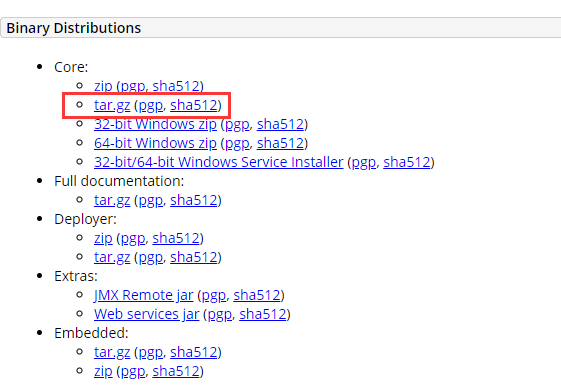 Binary Distributions
Core:
zip (pgp, sha512)
tar.gz (pgp, sha512)
32-bit Windows zip (pgp, sha512)
64-bit Windows zip (pgp, sha512)
32-bit/64-bit Windows Service Installer (pgp, sha512)
Full documentation:
tar.gz (pgp, sha512)
Deployer:
zip (pgp, sha512)
tar.gz (pgp, sha512)
Extras:
JMX Remote jar (pgp, sha512)
Web services jar (pgp, sha512)
Embedded:
tar.gz (pgp, sha512)
zip (pgp, sha512)